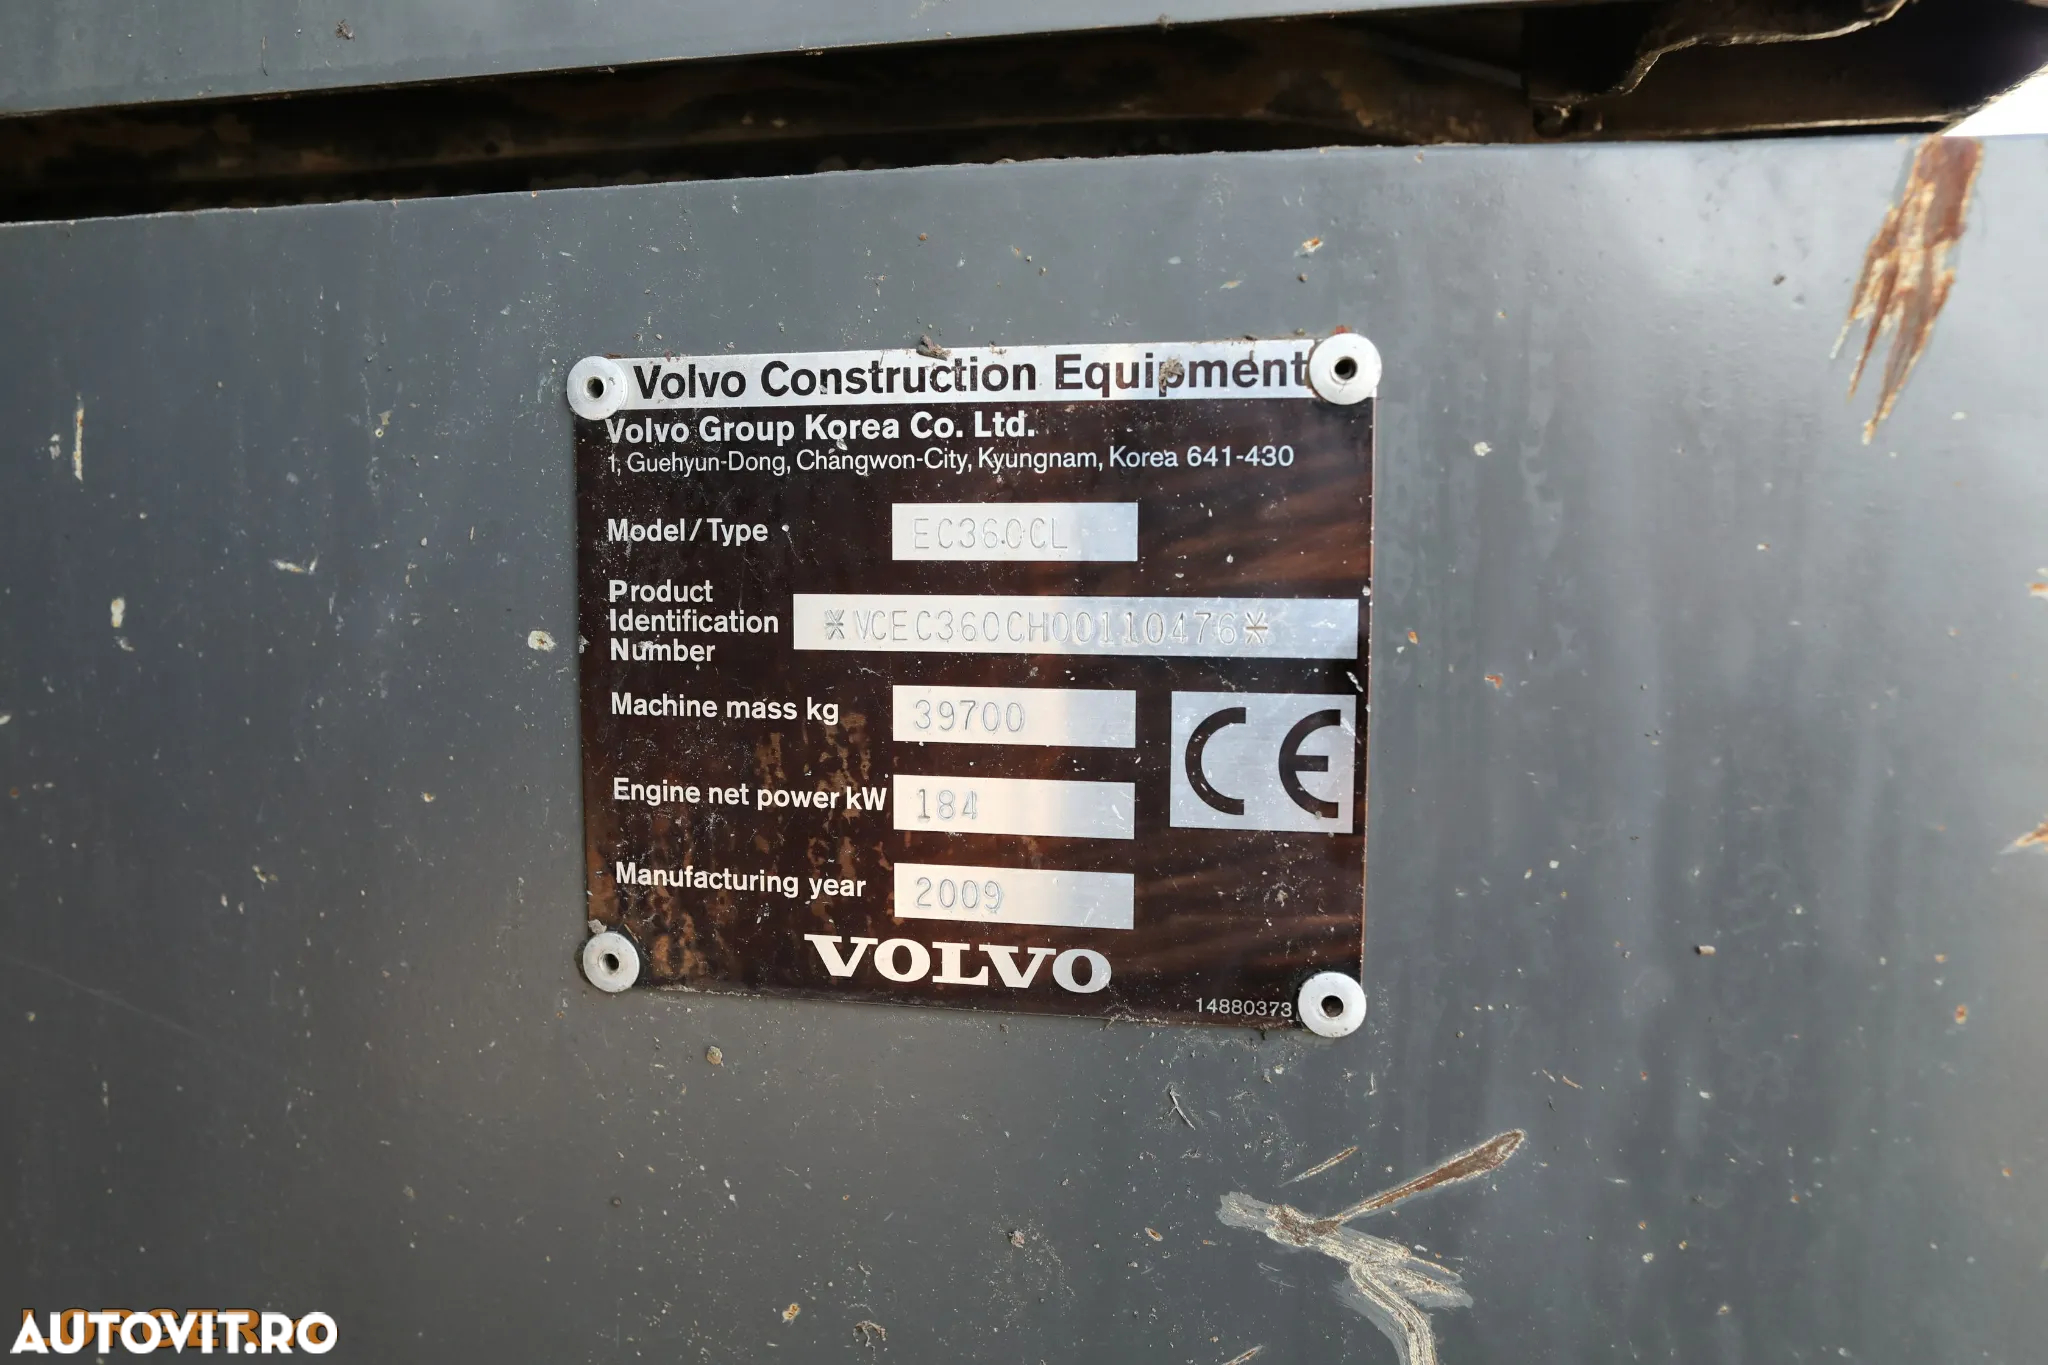 Volvo Construction Equipment
Volvo Group Korea Co. Ltd.
1, Guehyun-Dong, Changwon-City, Kyungnam, Korea 641-430
Model/Type EC360CL
Product
Identification
Number
*VCEC360CH00110476*
Machine mass kg 39700
CE
Engine net power kW 184
Manufacturing year 2009
VOLVO
14880373
AUTOVIT.RO